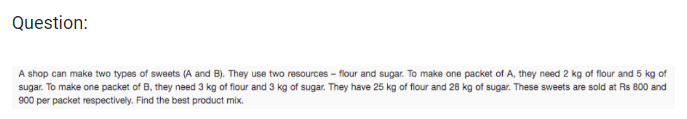 Question:
A shop can make two types of sweets (A and B). They use two resources – flour and sugar. To make one packet of A, they need 2 kg of flour and 5 kg of
sugar. To make one packet of B, they need 3 kg of flour and 3 kg of sugar. They have 25 kg of flour and 28 kg of sugar. These sweets are sold at Rs 800 and
900 per packet respectively. Find the best product mix.